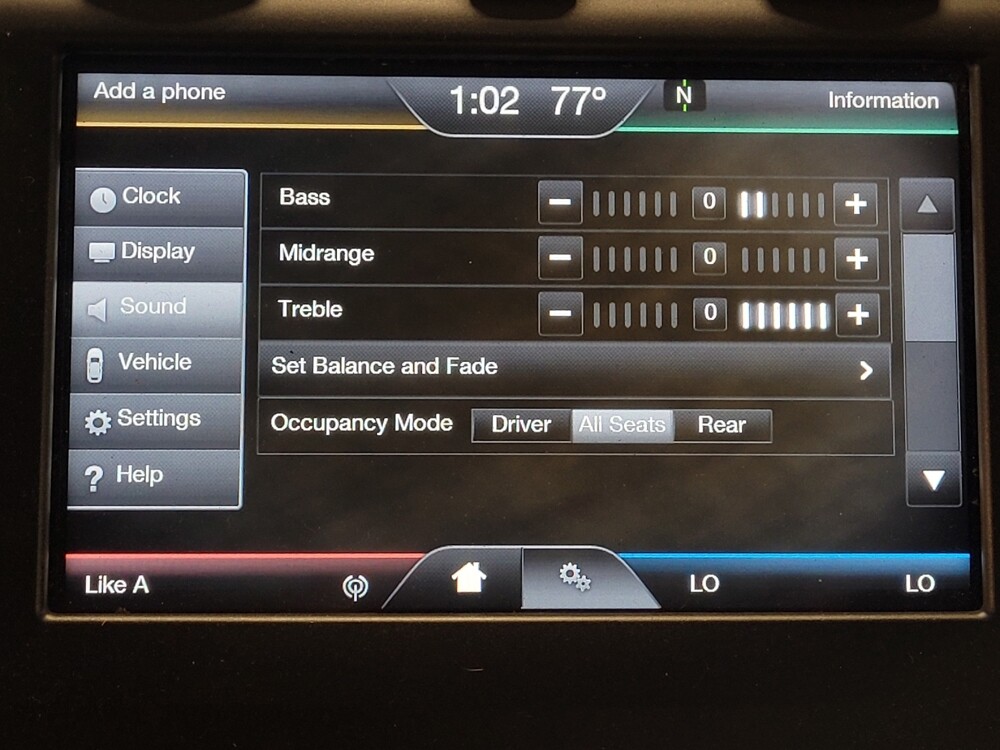 Add a phone
1:02 77°
N
Information
Clock
Display
Sound
Vehicle
Settings
? Help
Bass − 0 +
Midrange − 0 +
Treble − 0 +
Set Balance and Fade >
Occupancy Mode Driver All Seats Rear
Like A
LO
LO